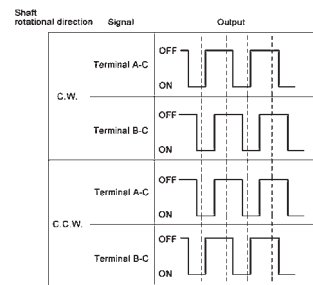 Shaft
rotational direction Signal Output
C.W.
Terminal A-C
OFF
ON
Terminal B-C
OFF
ON
C.C.W.
Terminal A-C
OFF
ON
Terminal B-C
OFF
ON